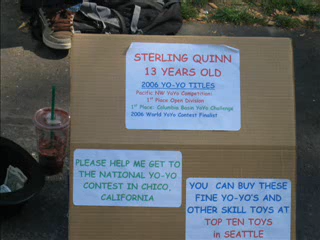 STERLING QUINN
13 YEARS OLD
2006 YO-YO TITLES
Pacific NW YoYo Competition:
1st Place Open Division
1st Place: Columbia Basin YoYo Challenge
2006 World YoYo Contest Finalist
PLEASE HELP ME GET TO
THE NATIONAL YO-YO
CONTEST IN CHICO,
CALIFORNIA
YOU CAN BUY THESE
FINE YO-YO'S AND
OTHER SKILL TOYS AT
TOP TEN TOYS
in SEATTLE